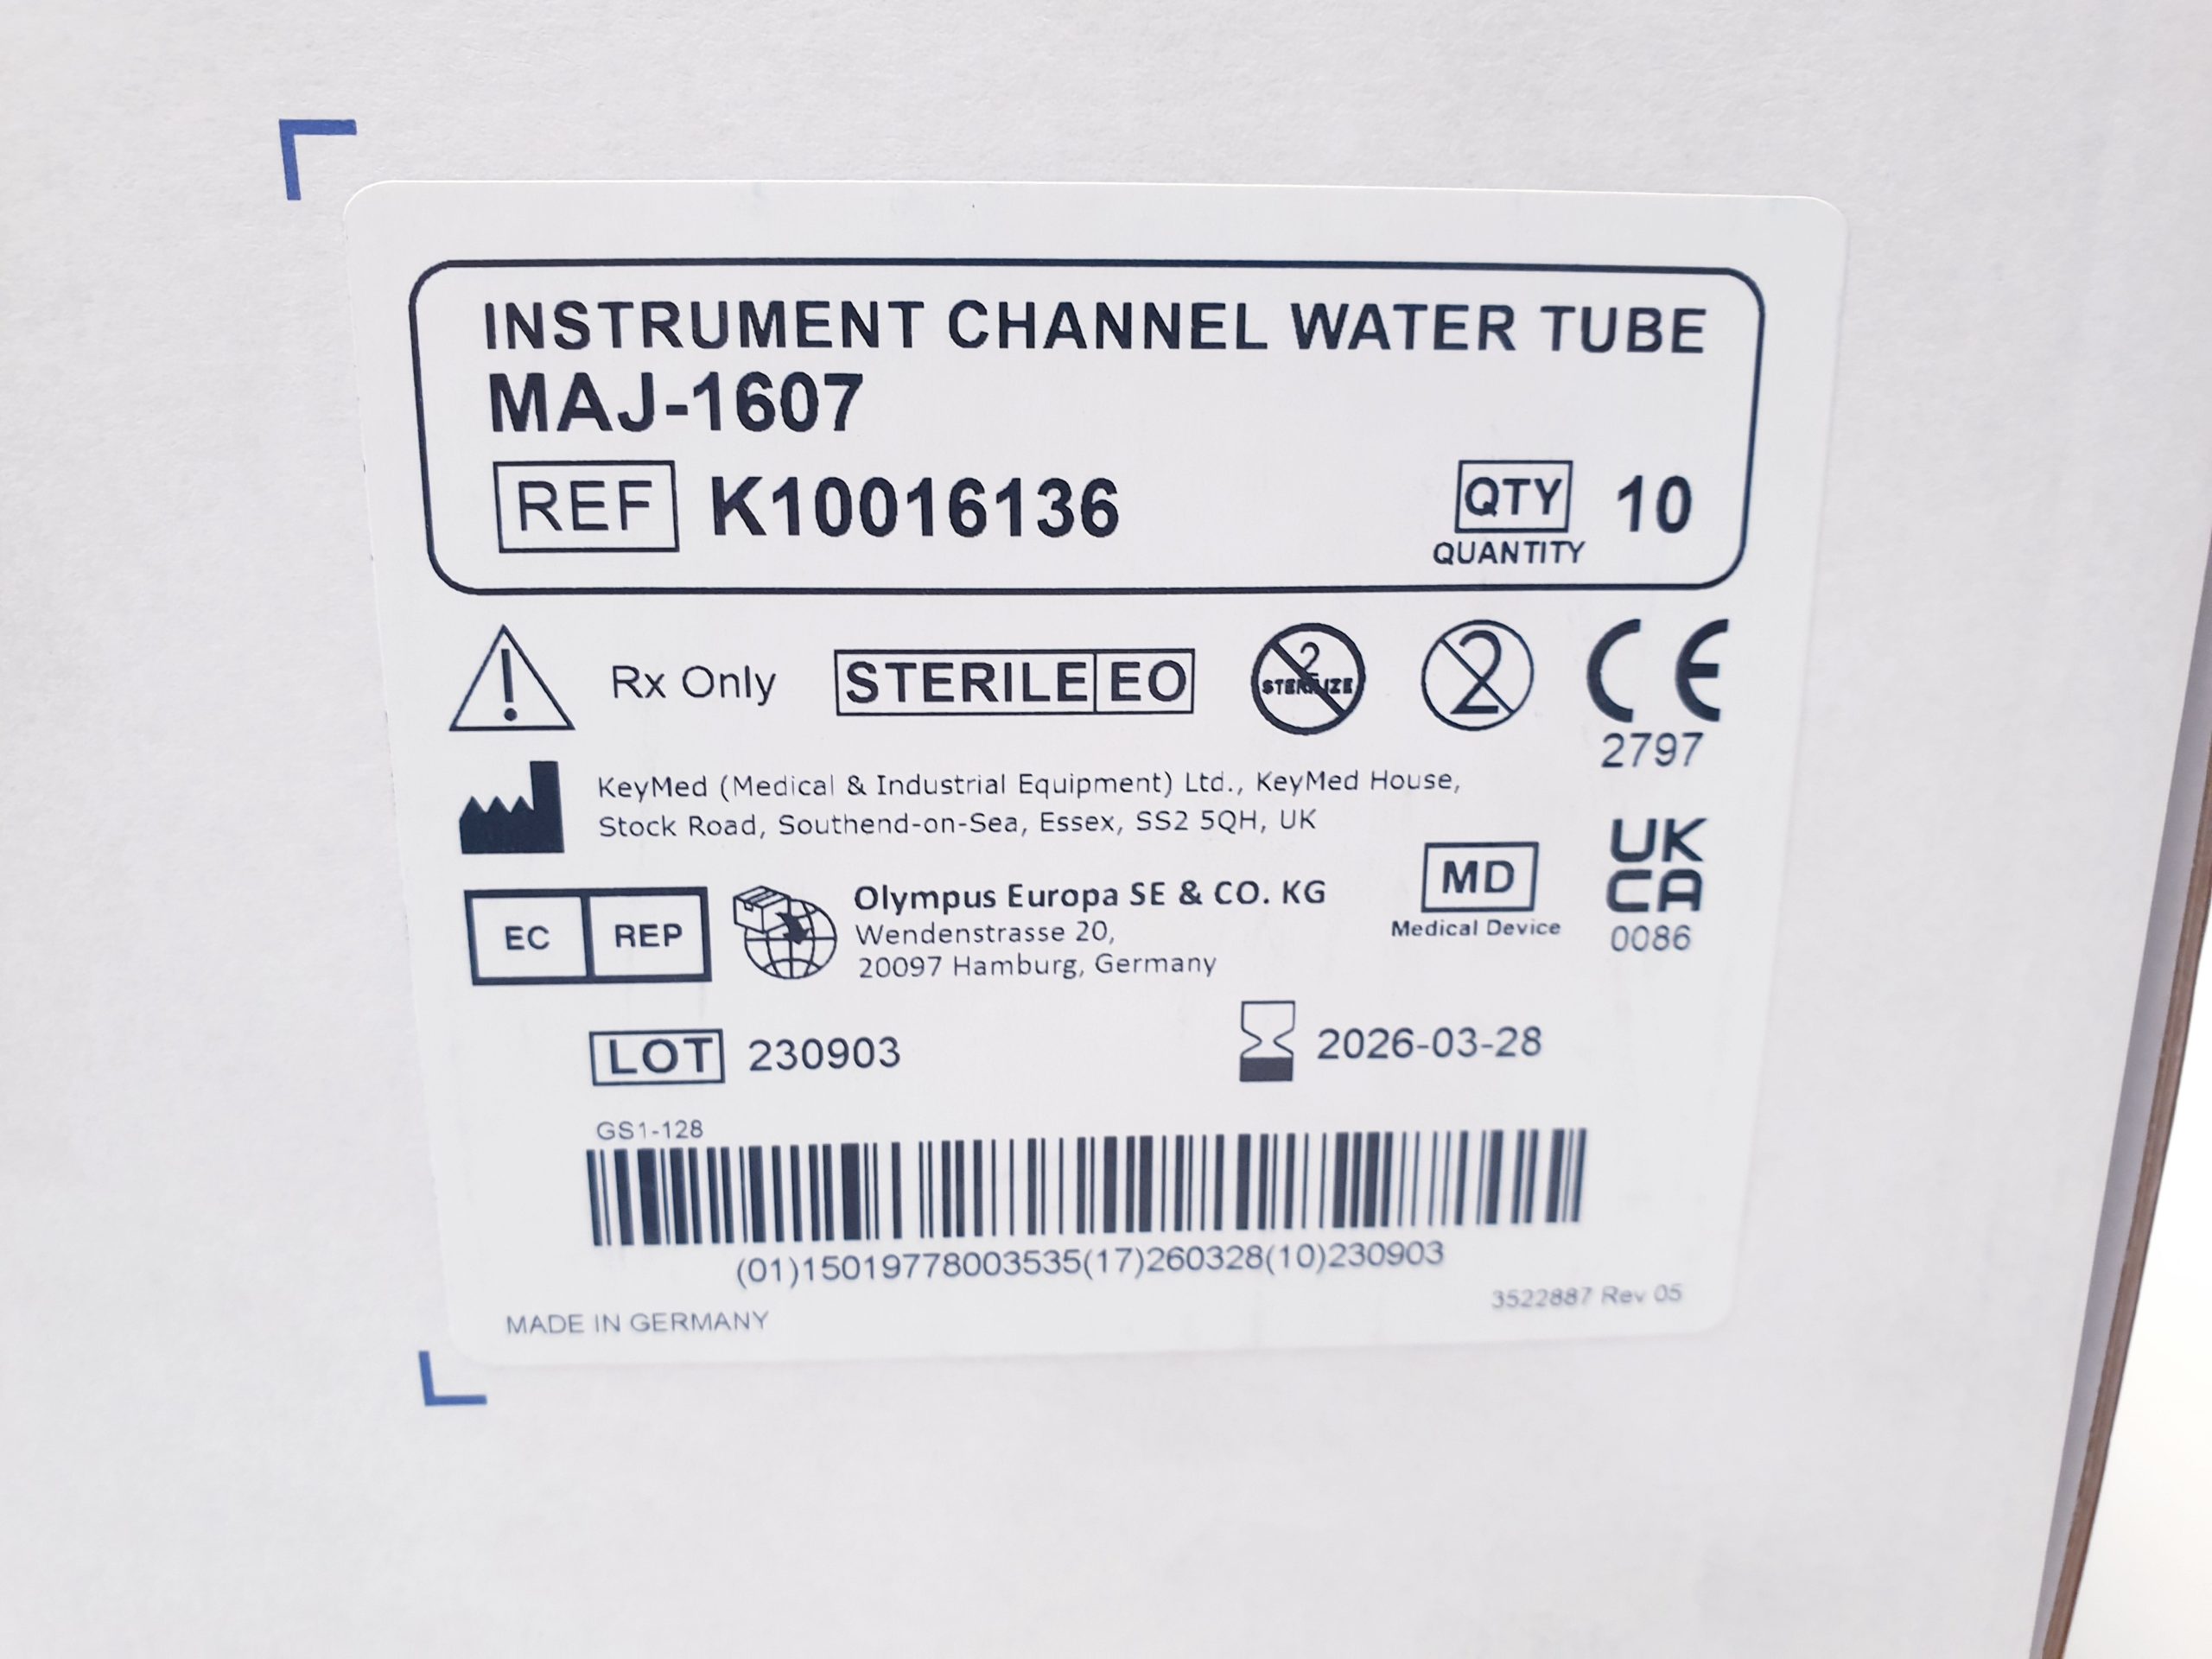 INSTRUMENT CHANNEL WATER TUBE
MAJ-1607
REF K10016136 QTY 10
QUANTITY
Rx Only STERILE EO 2 STERILIZE 2 CE
2797
KeyMed (Medical & Industrial Equipment) Ltd., KeyMed House,
Stock Road, Southend-on-Sea, Essex, SS2 5QH, UK
EC REP
Olympus Europa SE & CO. KG
Wendenstrasse 20,
20097 Hamburg, Germany
MD
Medical Device
UK
CA
0086
LOT 230903 2026-03-28
GS1-128
(01)15019778003535(17)260328(10)230903
3522887 Rev 05
MADE IN GERMANY